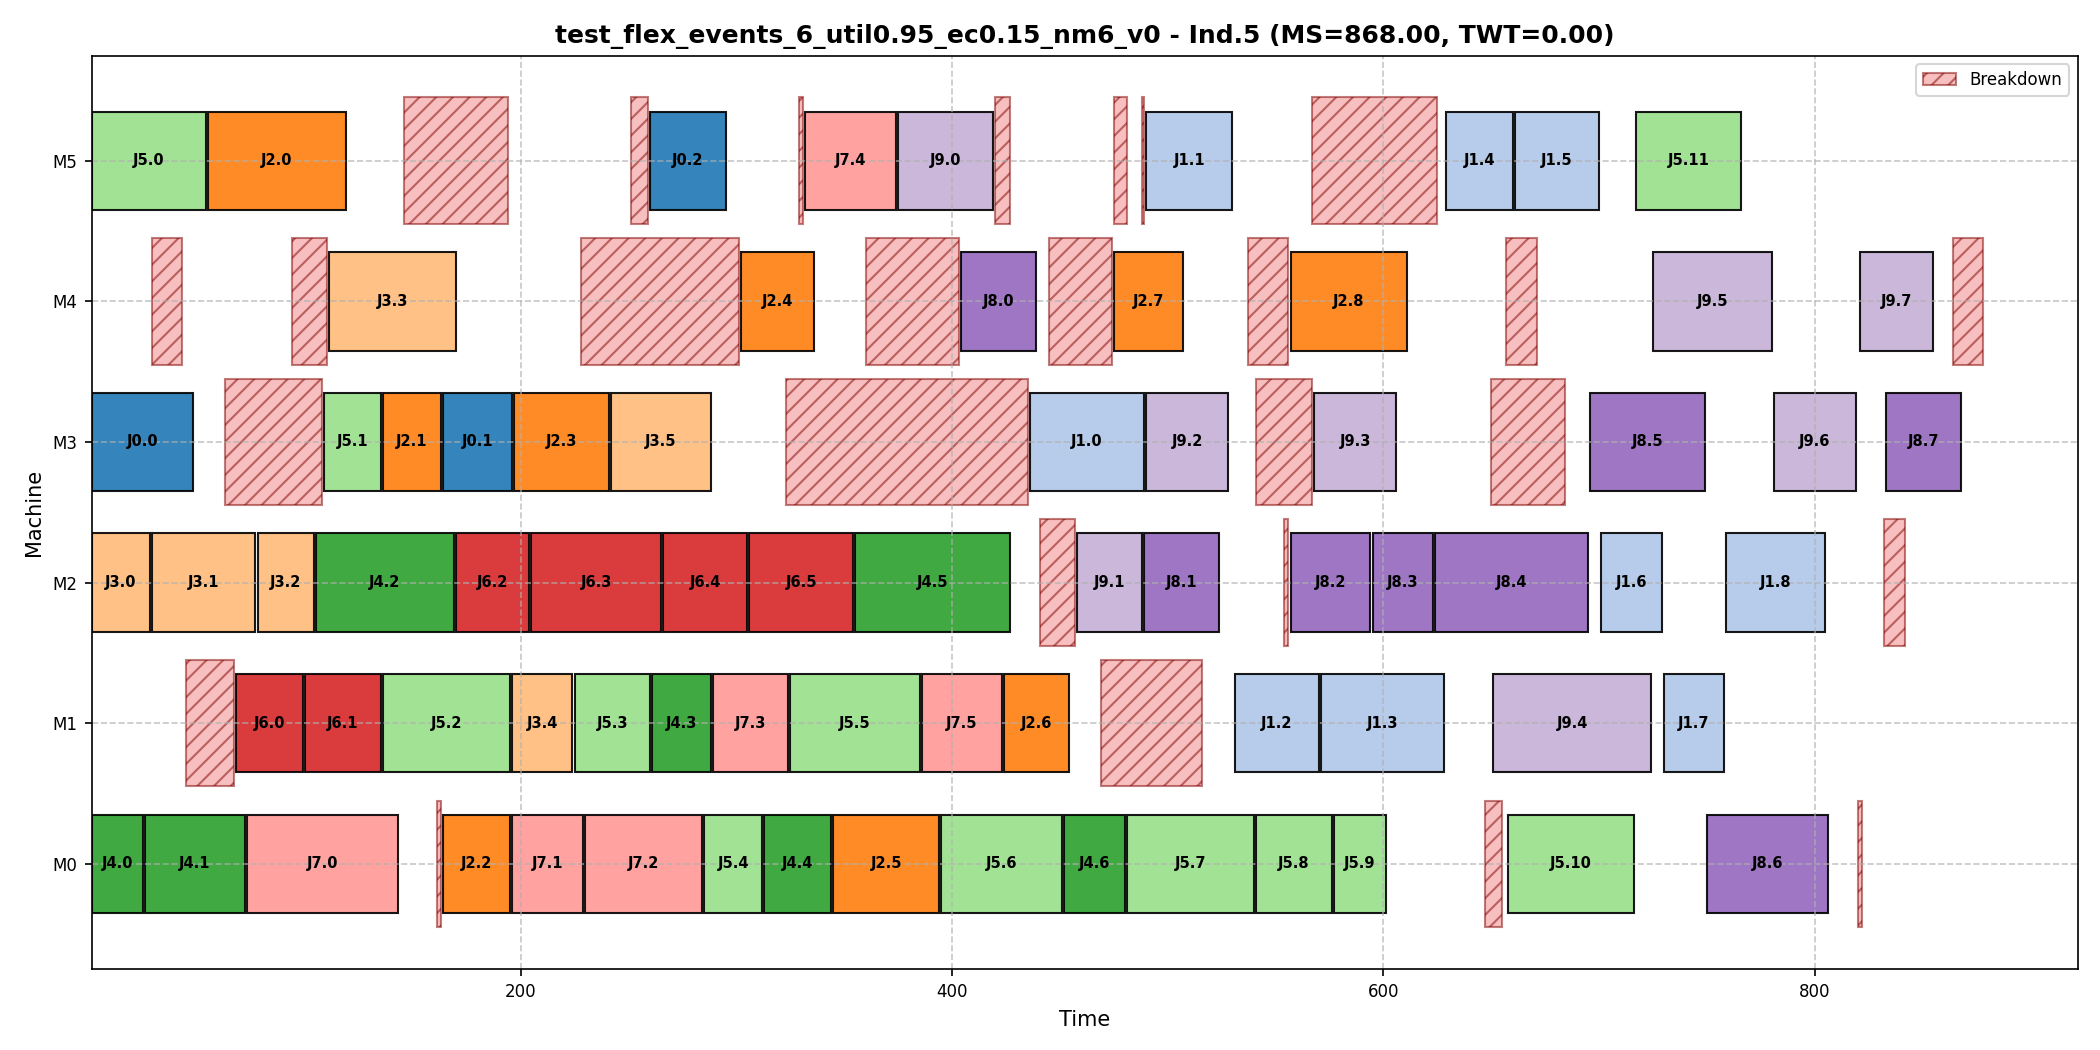 test_flex_events_6_util0.95_ec0.15_nm6_v0 - Ind.5 (MS=868.00, TWT=0.00)
Breakdown
M5 J5.0 J2.0 J0.2 J7.4 J9.0 J1.1 J1.4 J1.5 J5.11
M4 J3.3 J2.4 J8.0 J2.7 J2.8 J9.5 J9.7
M3 J0.0 J5.1 J2.1 J0.1 J2.3 J3.5 J1.0 J9.2 J9.3 J8.5 J9.6 J8.7
Machine
M2 J3.0 J3.1 J3.2 J4.2 J6.2 J6.3 J6.4 J6.5 J4.5 J9.1 J8.1 J8.2 J8.3 J8.4 J1.6 J1.8
M1 J6.0 J6.1 J5.2 J3.4 J5.3 J4.3 J7.3 J5.5 J7.5 J2.6 J1.2 J1.3 J9.4 J1.7
M0 J4.0 J4.1 J7.0 J2.2 J7.1 J7.2 J5.4 J4.4 J2.5 J5.6 J4.6 J5.7 J5.8 J5.9 J5.10 J8.6
200 400 600 800
Time